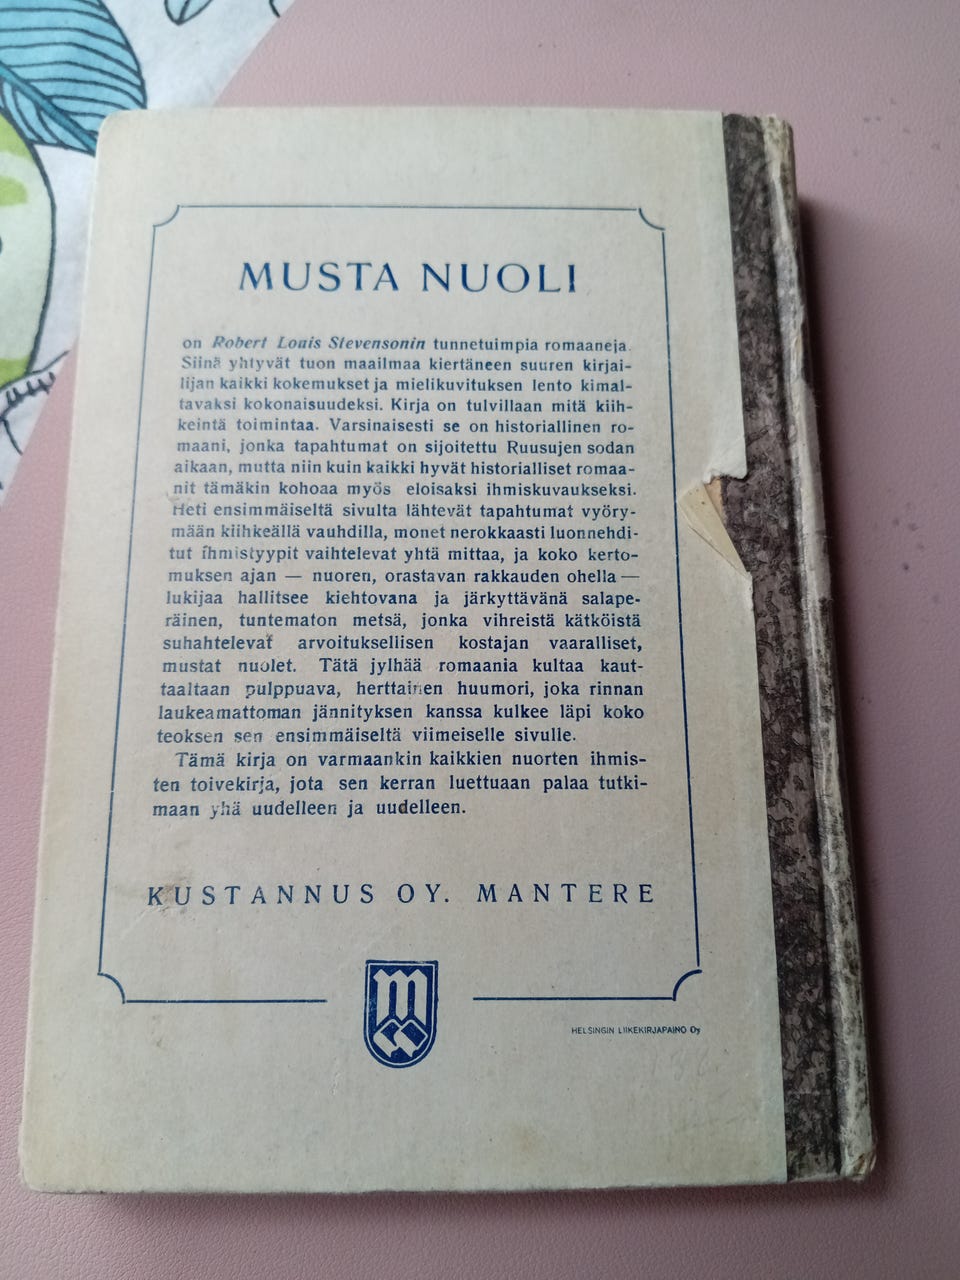 MUSTA NUOLI
on Robert Louis Stevensonin tunnetuimpia romaaneja.
Siinä yhtyvät tuon maailmaa kiertäneen suuren kirjai-
lijan kaikki kokemukset ja mielikuvituksen lento kimal-
tavaksi kokonaisuudeksi. Kirja on tulvillaan mitä kiih-
keintä toimintaa. Varsinaisesti se on historiallinen ro-
maani, jonka tapahtumat on sijoitettu Ruusujen sodan
aikaan, mutta niin kuin kaikki hyvät historialliset romaa-
nit tämäkin kohoaa myös eloisaksi ihmiskuvaukseksi.
Heti ensimmäiseltä sivulta lähtevät tapahtumat vyöry-
mään kiihkeällä vauhdilla, monet nerokkaasti luonnehdi-
tut ihmistyypit vaihtelevat yhtä mittaa, ja koko kerto-
muksen ajan — nuoren, orastavan rakkauden ohella —
lukijaa hallitsee kiehtovana ja järkyttävänä salape-
räinen, tuntematon metsä, jonka vihreistä kätköistä
suhahtelevat arvoituksellisen kostajan vaaralliset,
mustat nuolet. Tätä jylhää romaania kultaa kaut-
taaltaan pulppuava, herttainen huumori, joka rinnan
laukeamattoman jännityksen kanssa kulkee läpi koko
teoksen sen ensimmäiseltä viimeiselle sivulle.
Tämä kirja on varmaankin kaikkien nuorten ihmis-
ten toivekirja, jota sen kerran luettuaan palaa tutki-
maan yhä uudelleen ja uudelleen.
KUSTANNUS OY. MANTERE
HELSINGIN LIIKEKIRJAPAINO Oy